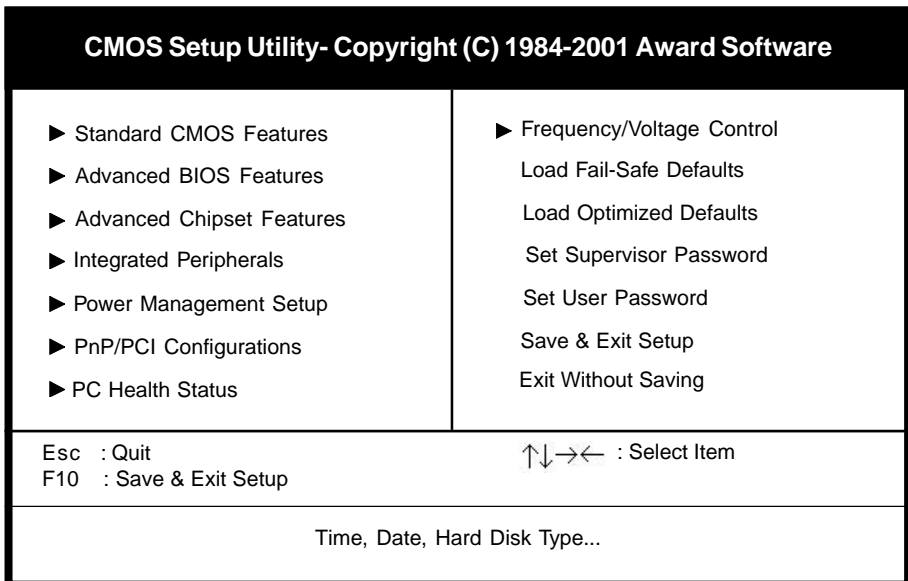 CMOS Setup Utility- Copyright (C) 1984-2001 Award Software
▶ Standard CMOS Features
▶ Advanced BIOS Features
▶ Advanced Chipset Features
▶ Integrated Peripherals
▶ Power Management Setup
▶ PnP/PCI Configurations
▶ PC Health Status
▶ Frequency/Voltage Control
Load Fail-Safe Defaults
Load Optimized Defaults
Set Supervisor Password
Set User Password
Save & Exit Setup
Exit Without Saving
Esc : Quit
F10 : Save & Exit Setup
↑↓→← : Select Item
Time, Date, Hard Disk Type...